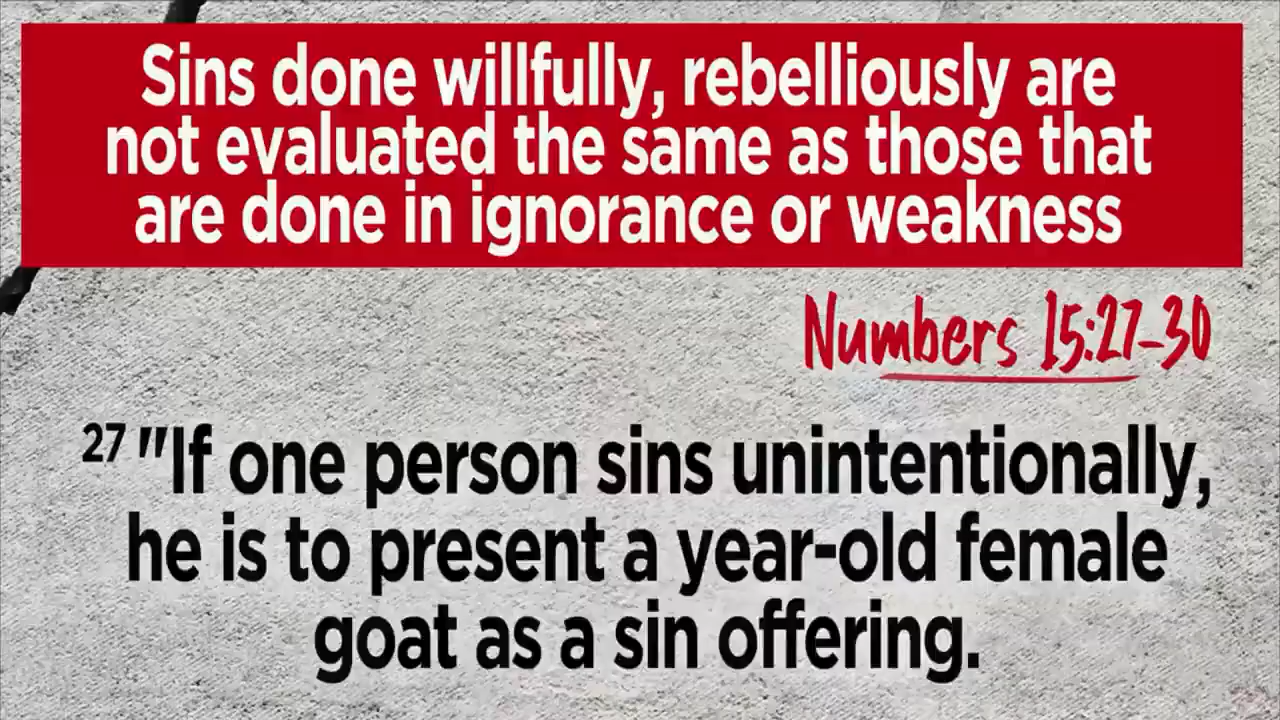 Sins done willfully, rebelliously are
not evaluated the same as those that
are done in ignorance or weakness
Numbers 15:27-30
27 "If one person sins unintentionally,
he is to present a year-old female
goat as a sin offering.